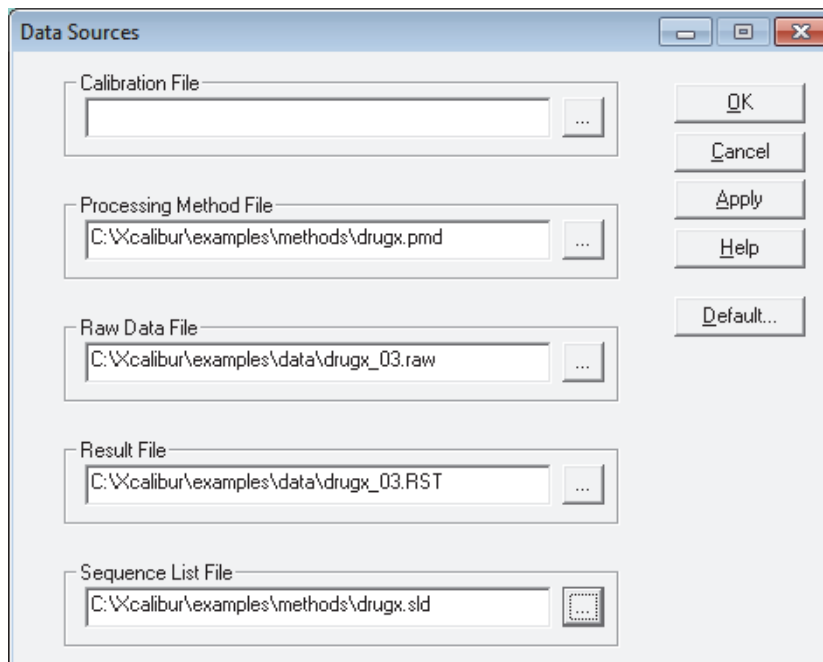 Data Sources
Calibration File
...
Processing Method File
C:\Xcalibur\examples\methods\drugx.pmd
...
Raw Data File
C:\Xcalibur\examples\data\drugx_03.raw
...
Result File
C:\Xcalibur\examples\data\drugx_03.RST
...
Sequence List File
C:\Xcalibur\examples\methods\drugx.sld
...
OK
Cancel
Apply
Help
Default...